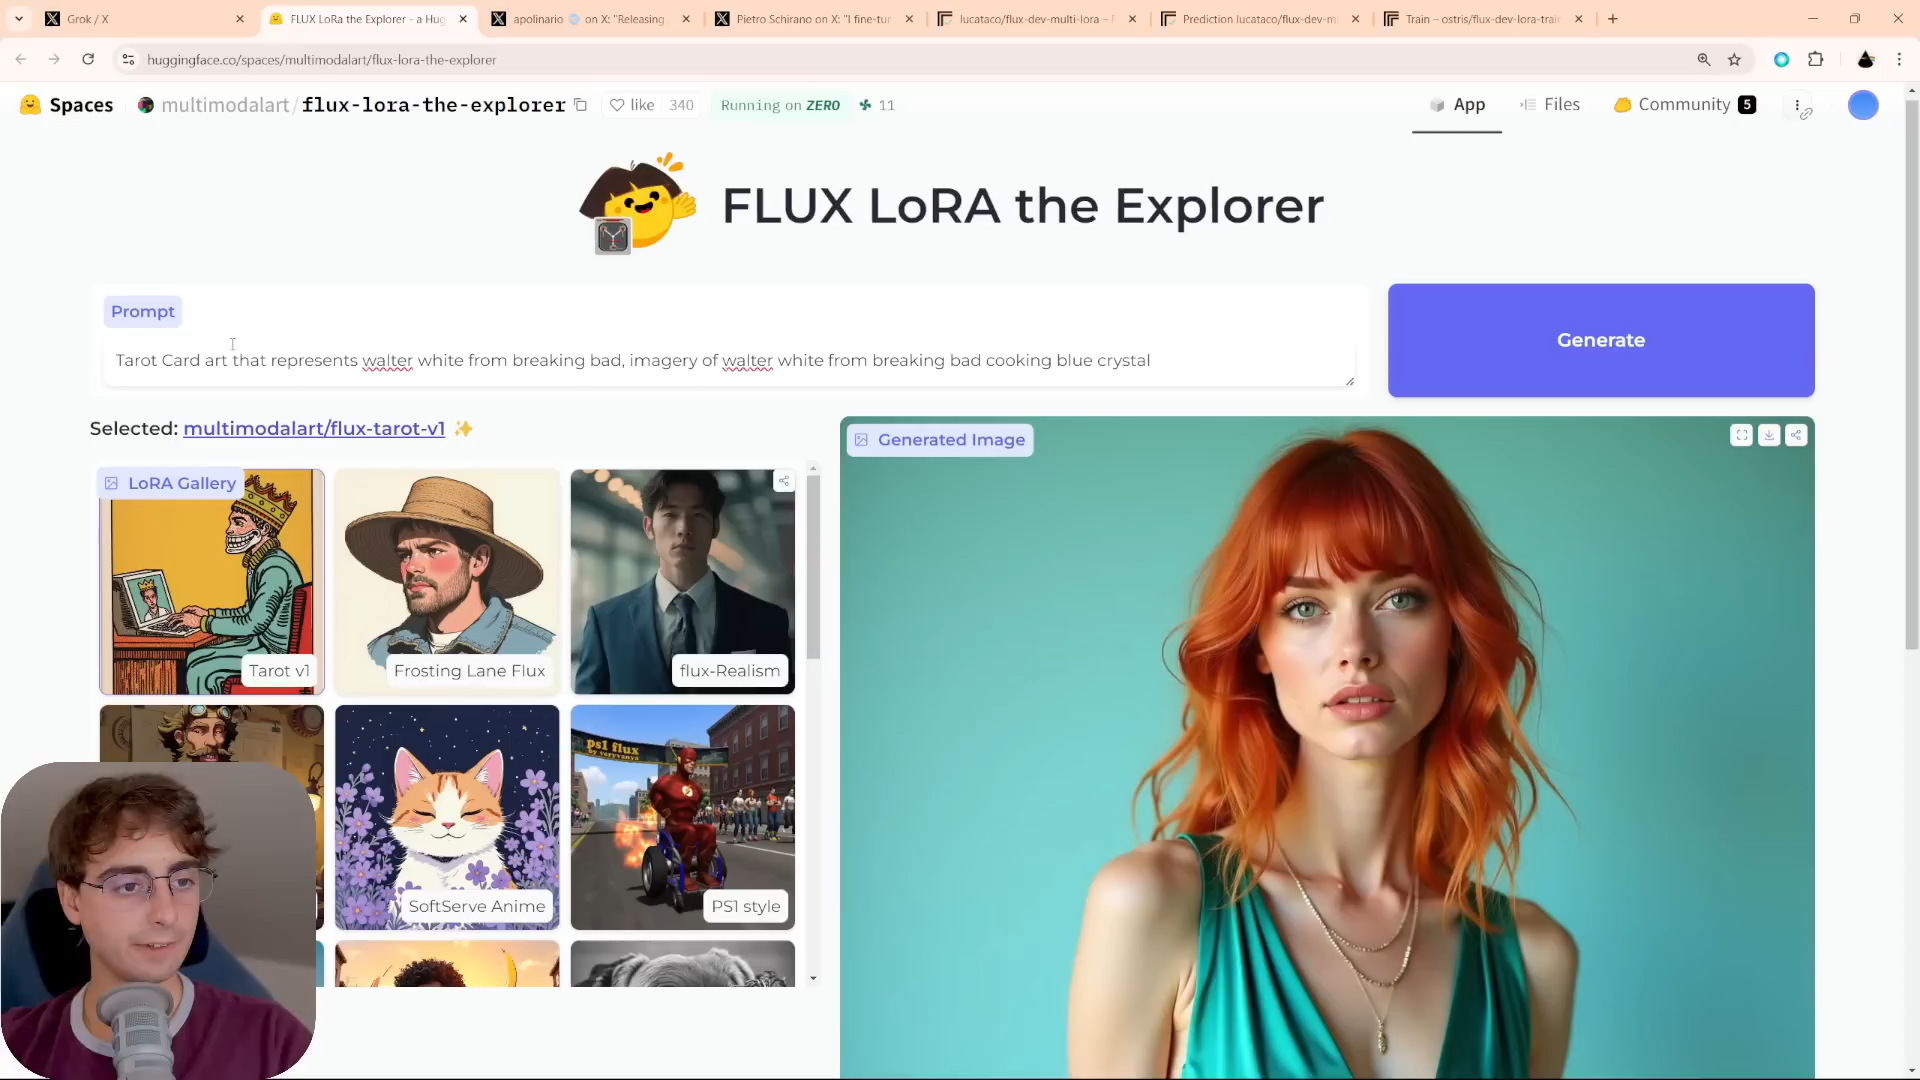 Grok / X
FLUX LoRa the Explorer - a Hug
apolinario on X: "Releasing
Pietro Schirano on X: "I fine-tur
lucataco/flux-dev-multi-lora – R
Prediction lucataco/flux-dev-m
Train – ostris/flux-dev-lora-train
huggingface.co/spaces/multimodalart/flux-lora-the-explorer
Spaces
multimodalart/flux-lora-the-explorer
like 340
Running on ZERO
11
App
Files
Community 5
FLUX LoRA the Explorer
Prompt
Tarot Card art that represents walter white from breaking bad, imagery of walter white from breaking bad cooking blue crystal
Generate
Selected: multimodalart/flux-tarot-v1 ✨
Generated Image
LoRA Gallery
Tarot v1
Frosting Lane Flux
flux-Realism
ps1 flux
by veryvanya
SoftServe Anime
PS1 style